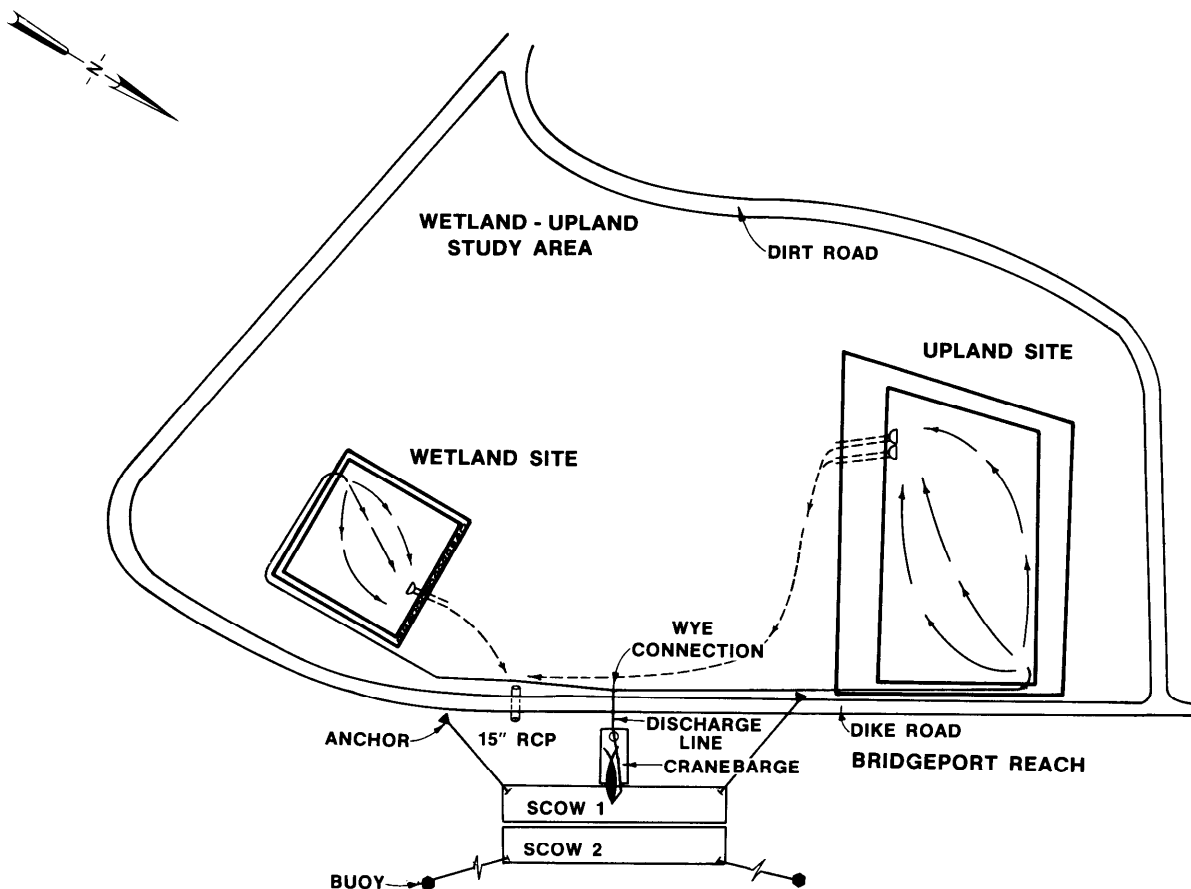 -N-
WETLAND - UPLAND
STUDY AREA
DIRT ROAD
UPLAND SITE
WETLAND SITE
WYE
CONNECTION
ANCHOR
15" RCP
DISCHARGE
LINE
DIKE ROAD
CRANEBARGE
BRIDGEPORT REACH
SCOW 1
SCOW 2
BUOY